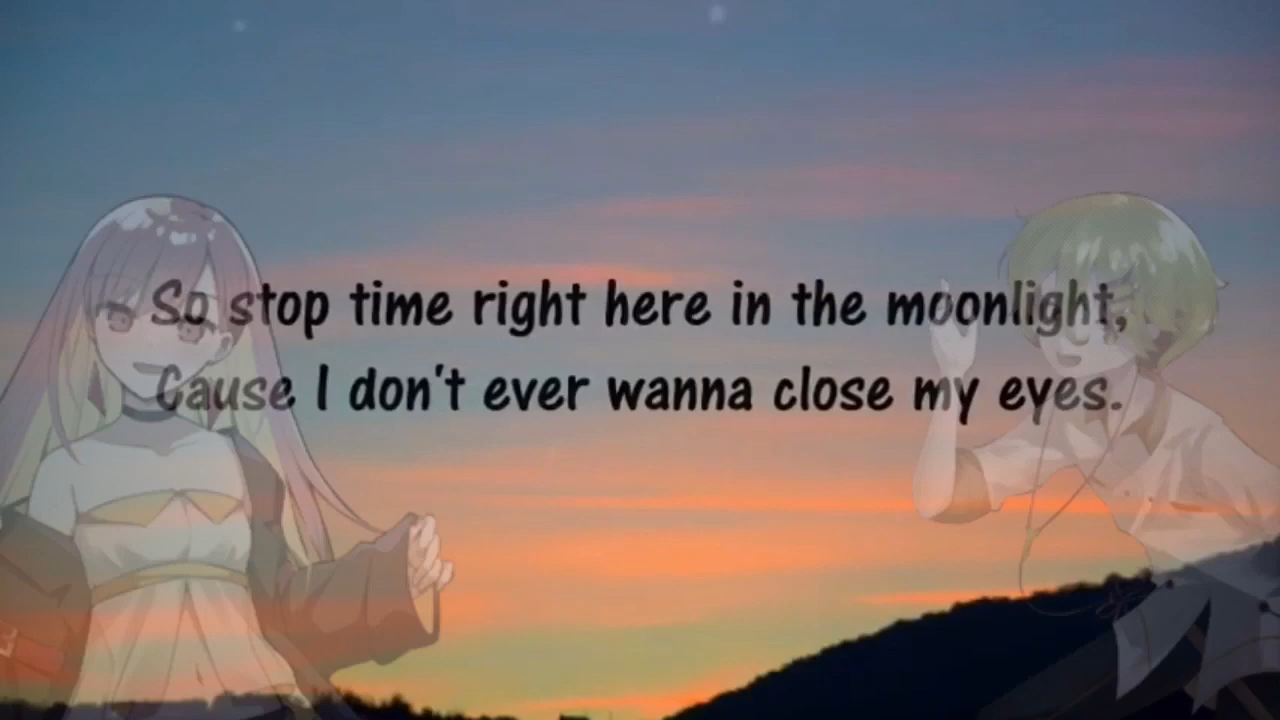 So stop time right here in the moonlight,
Cause I don't ever wanna close my eyes.